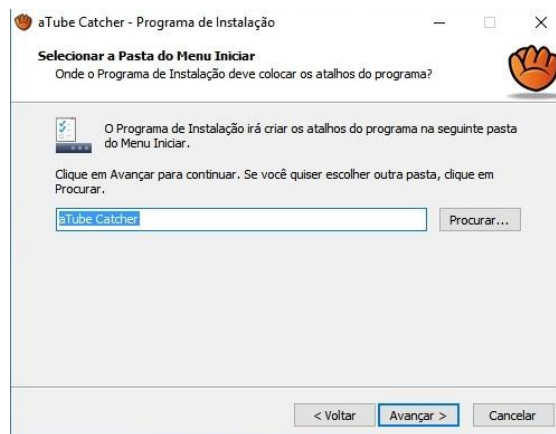 aTube Catcher - Programa de Instalação
Selecionar a Pasta do Menu Iniciar
Onde o Programa de Instalação deve colocar os atalhos do programa?
O Programa de Instalação irá criar os atalhos do programa na seguinte pasta
do Menu Iniciar.
Clique em Avançar para continuar. Se você quiser escolher outra pasta, clique em
Procurar.
aTube Catcher
Procurar...
< Voltar
Avançar >
Cancelar